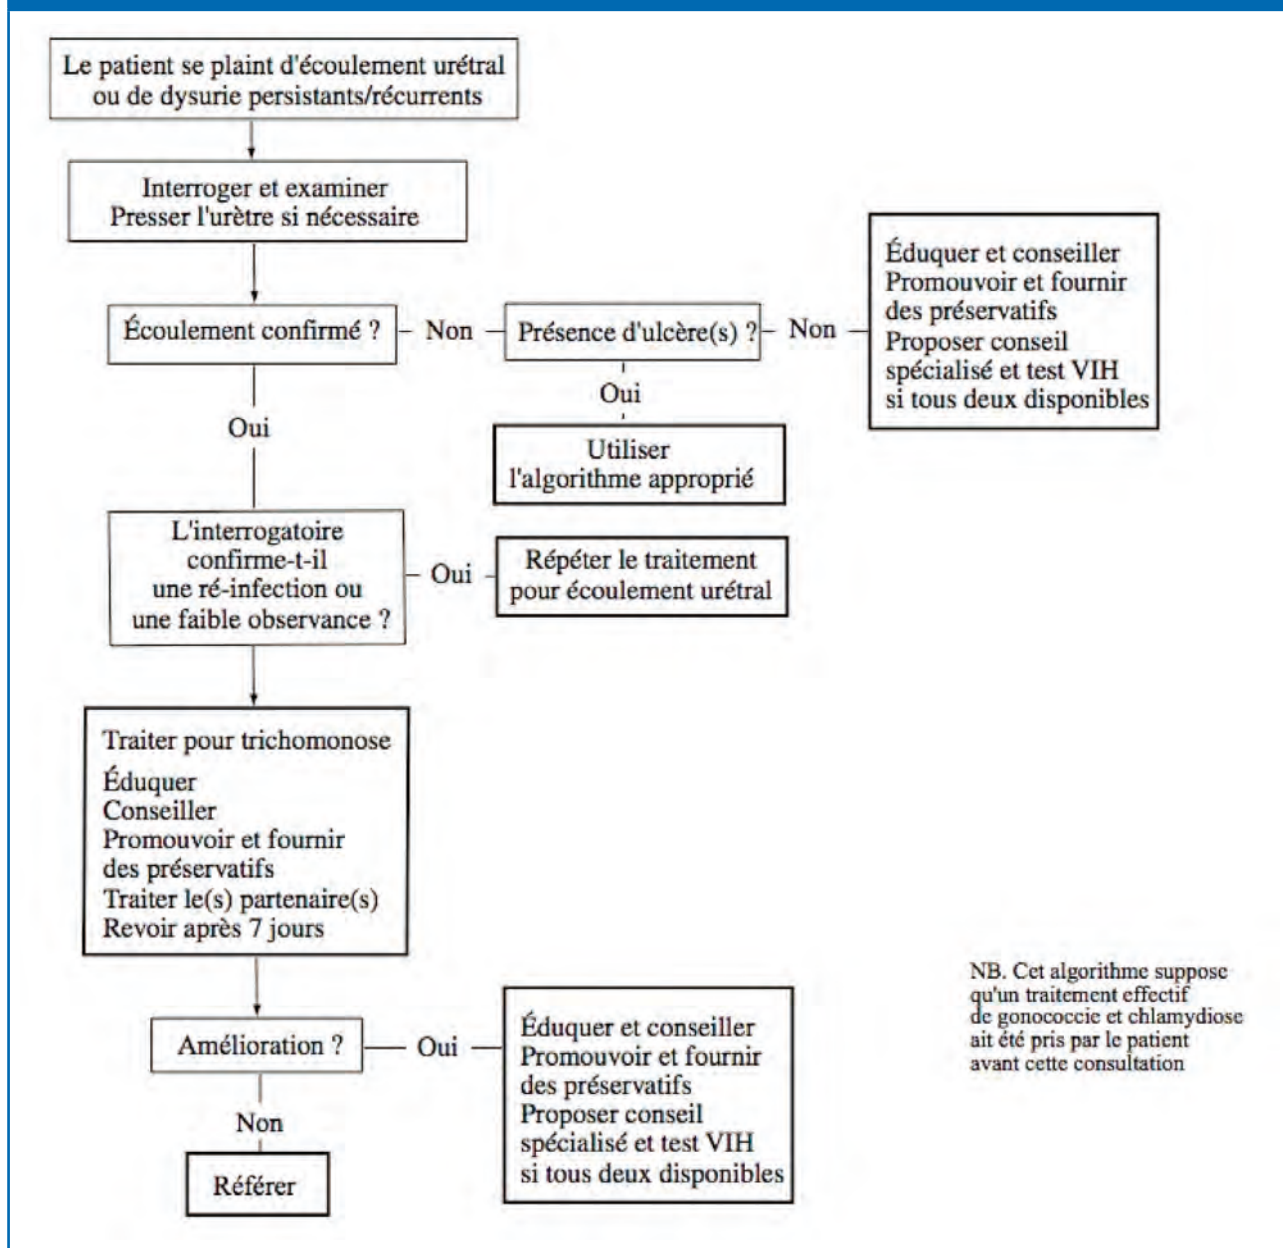 Le patient se plaint d'écoulement urétral
ou de dysurie persistants/récurrents
Interroger et examiner
Presser l'urètre si nécessaire
Écoulement confirmé ?
Non
Présence d'ulcère(s) ?
Non
Éduquer et conseiller
Promouvoir et fournir
des préservatifs
Proposer conseil
spécialisé et test VIH
si tous deux disponibles
Oui
Utiliser
l'algorithme approprié
Oui
L'interrogatoire
confirme-t-il
une ré-infection ou
une faible observance ?
Oui
Répéter le traitement
pour écoulement urétral
Traiter pour trichomonose
Éduquer
Conseiller
Promouvoir et fournir
des préservatifs
Traiter le(s) partenaire(s)
Revoir après 7 jours
Amélioration ?
Oui
Éduquer et conseiller
Promouvoir et fournir
des préservatifs
Proposer conseil
spécialisé et test VIH
si tous deux disponibles
Non
Référer
NB. Cet algorithme suppose
qu'un traitement effectif
de gonococcie et chlamydiose
ait été pris par le patient
avant cette consultation